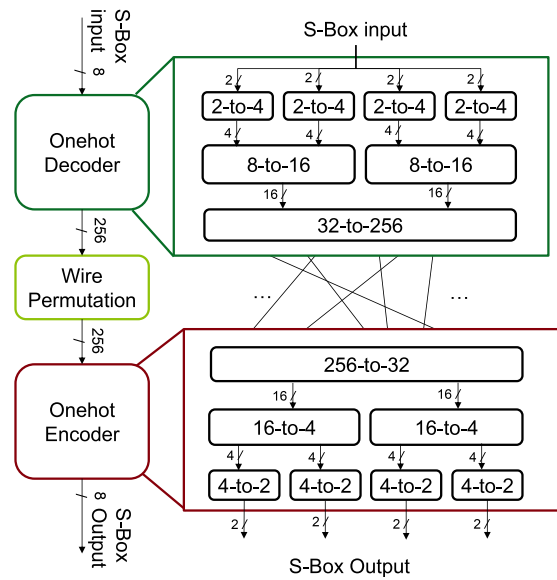 S-Box
input
8
Onehot
Decoder
256
Wire
Permutation
256
Onehot
Encoder
8
S-Box
Output
S-Box input
2 2 2 2
2-to-4 2-to-4 2-to-4 2-to-4
4 4 4 4
8-to-16 8-to-16
16 16
32-to-256
... ...
256-to-32
16 16
16-to-4 16-to-4
4 4 4 4
4-to-2 4-to-2 4-to-2 4-to-2
2 2 2 2
S-Box Output